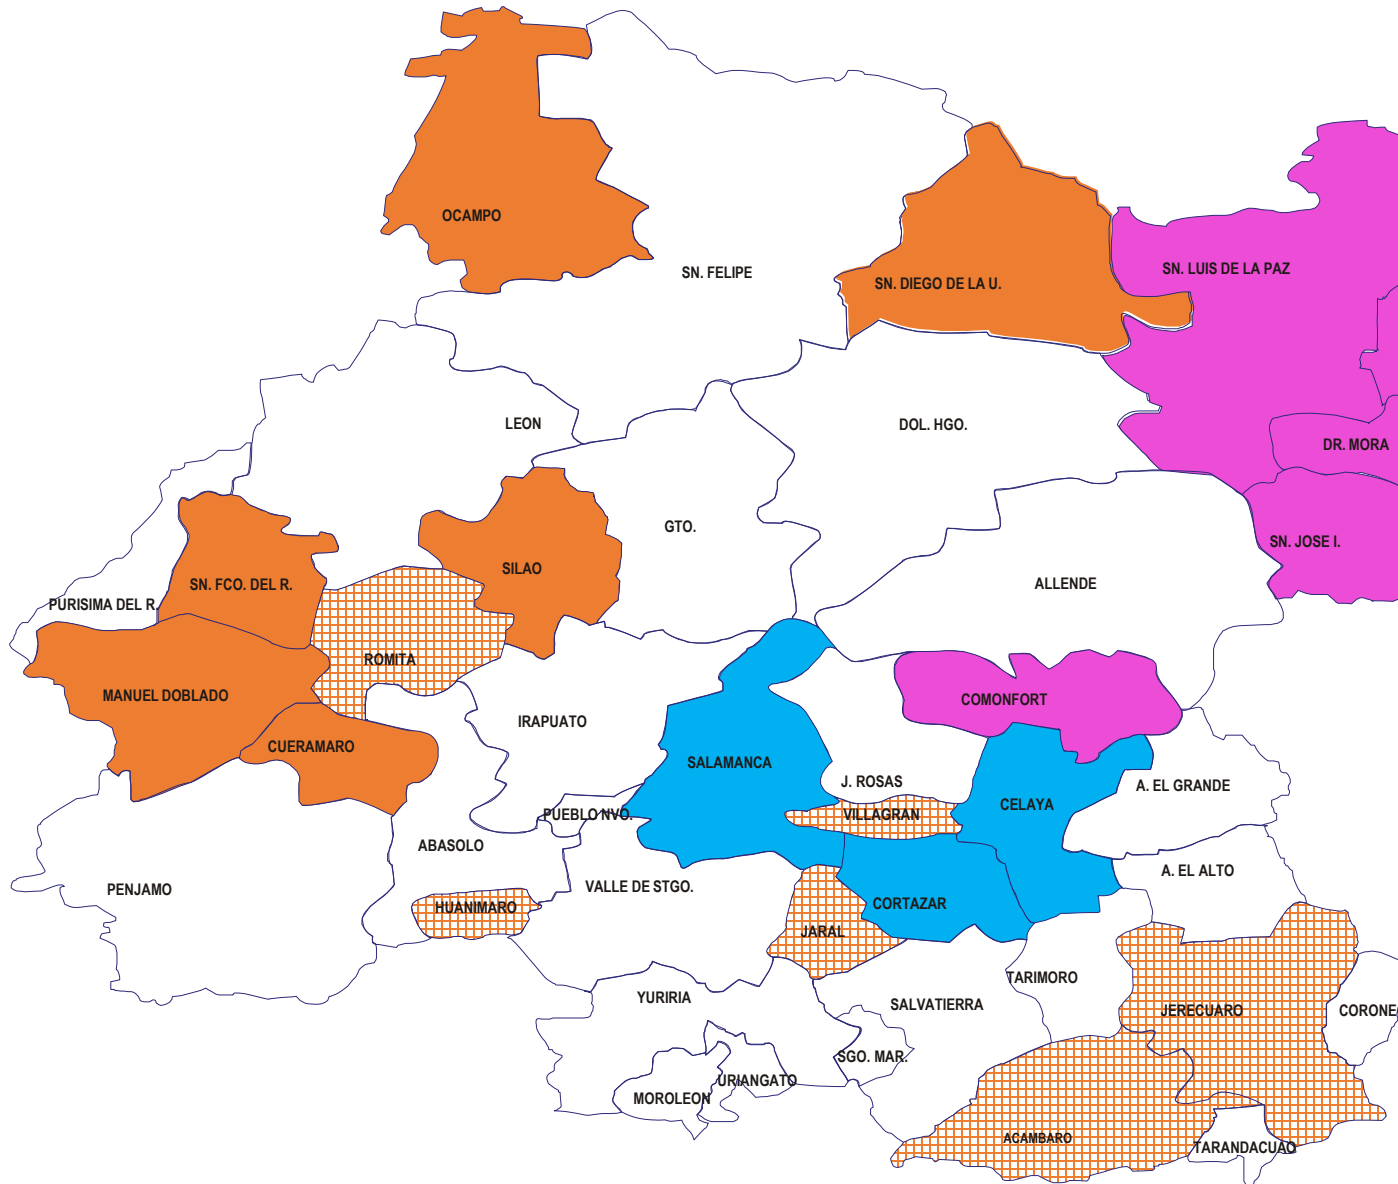 OCAMPO
SN. FELIPE
SN. LUIS DE LA PAZ
SN. DIEGO DE LA U.
LEON
DOL. HGO.
DR. MORA
GTO.
SN. JOSE I.
SILAO
SN. FCO. DEL R.
ALLENDE
PURISIMA DEL R.
ROMITA
MANUEL DOBLADO
COMONFORT
IRAPUATO
CUERAMARO
SALAMANCA
J. ROSAS
A. EL GRANDE
CELAYA
PUEBLO NVO.
VILLAGRAN
ABASOLO
A. EL ALTO
PENJAMO
VALLE DE STGO.
HUANIMARO
CORTAZAR
JARAL
TARIMORO
YURIRIA
SALVATIERRA
JERECUARO
CORONE
SGO. MAR.
URIANGATO
MOROLEON
ACAMBARO
TARANDACUAO